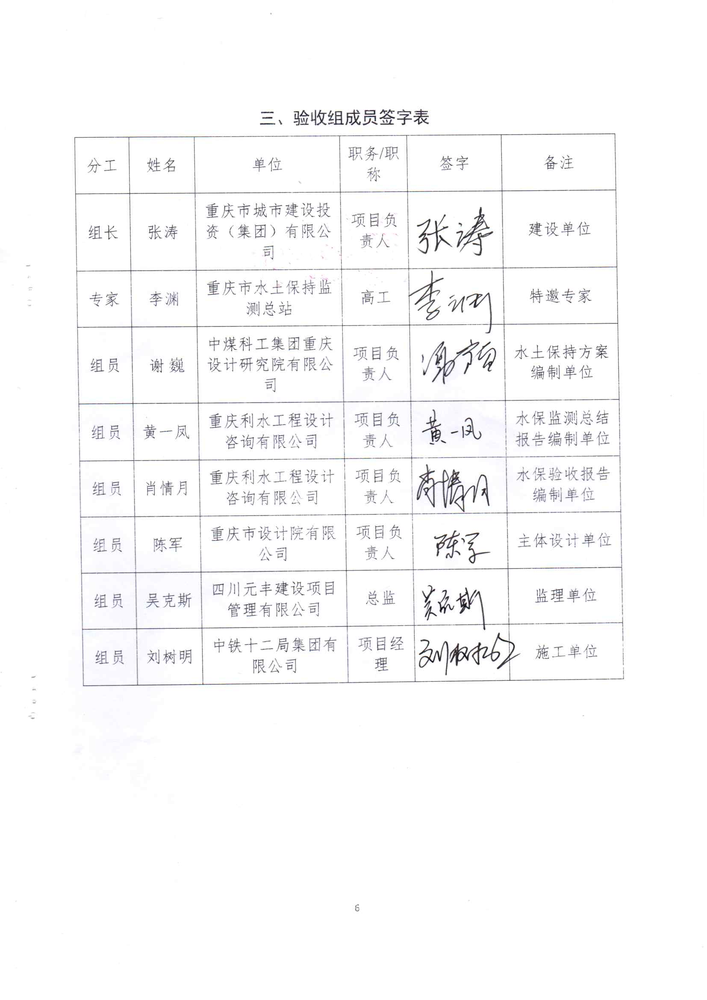 三、验收组成员签字表
分工 姓名 单位 职务/职称 签字 备注
组长 张涛 重庆市城市建设投资（集团）有限公司 项目负责人 张涛 建设单位
专家 李渊 重庆市水土保持监测总站 高工 李渊 特邀专家
组员 谢巍 中煤科工集团重庆设计研究院有限公司 项目负责人 水土保持方案编制单位
组员 黄一凤 重庆利水工程设计咨询有限公司 项目负责人 黄一凤 水保监测总结报告编制单位
组员 肖情月 重庆利水工程设计咨询有限公司 项目负责人 肖情月 水保验收报告编制单位
组员 陈军 重庆市设计院有限公司 项目负责人 陈军 主体设计单位
组员 吴克斯 四川元丰建设项目管理有限公司 总监 吴克斯 监理单位
组员 刘树明 中铁十二局集团有限公司 项目经理 刘树明 施工单位
6